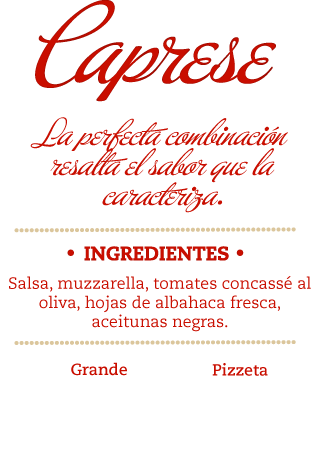 Caprese
La perfecta combinación
resalta el sabor que la
caracteriza.
• INGREDIENTES •
Salsa, muzzarella, tomates concassé al
oliva, hojas de albahaca fresca,
aceitunas negras.
Grande Pizzeta